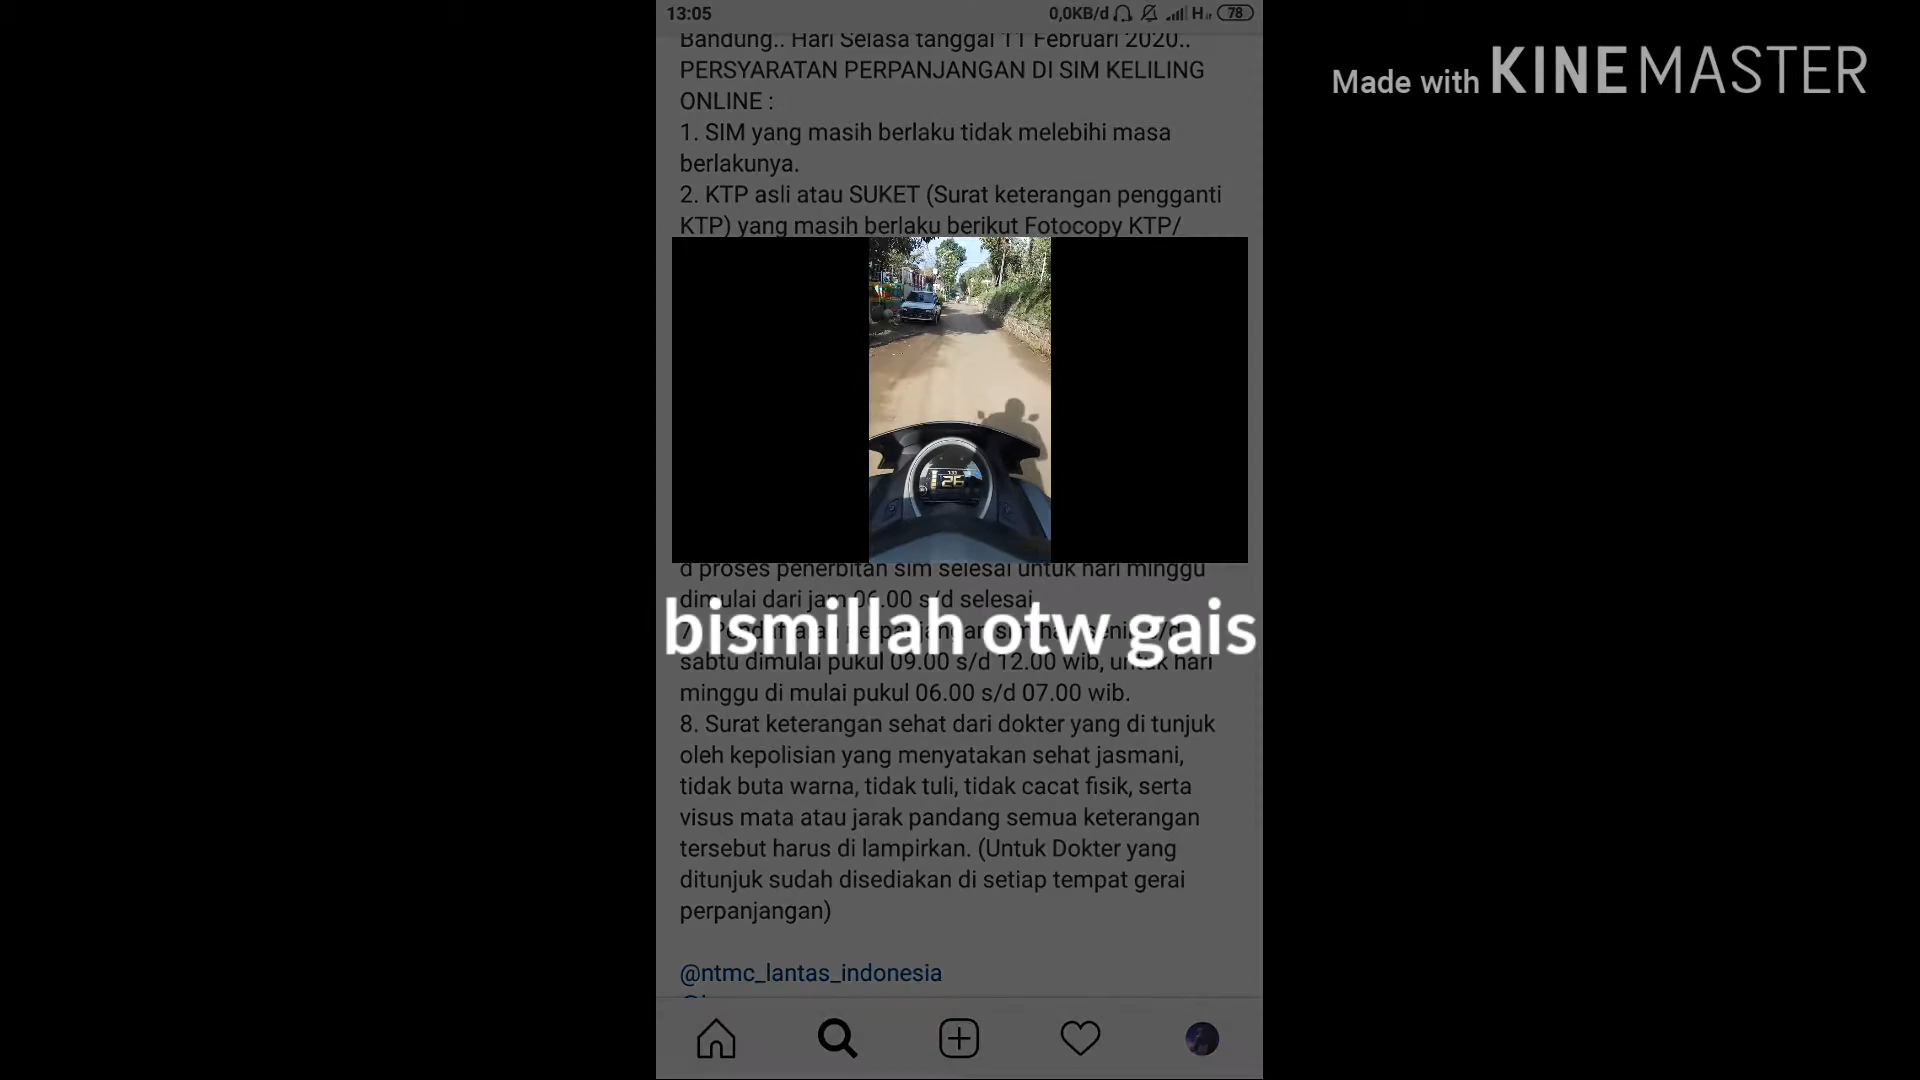 13:05
0,0KB/d
H
78
Made with KINEMASTER
Bandung.. Hari Selasa tanggal 11 Februari 2020..
PERSYARATAN PERPANJANGAN DI SIM KELILING
ONLINE :
1. SIM yang masih berlaku tidak melebihi masa
berlakunya.
2. KTP asli atau SUKET (Surat keterangan pengganti
KTP) yang masih berlaku berikut Fotocopy KTP/
26
d proses penerbitan sim selesai untuk hari minggu
dimulai dari jam 06.00 s/d selesai
bismillah otw gais
sabtu dimulai pukul 09.00 s/d 12.00 wib, untuk hari
minggu di mulai pukul 06.00 s/d 07.00 wib.
8. Surat keterangan sehat dari dokter yang di tunjuk
oleh kepolisian yang menyatakan sehat jasmani,
tidak buta warna, tidak tuli, tidak cacat fisik, serta
visus mata atau jarak pandang semua keterangan
tersebut harus di lampirkan. (Untuk Dokter yang
ditunjuk sudah disediakan di setiap tempat gerai
perpanjangan)
@ntmc_lantas_indonesia